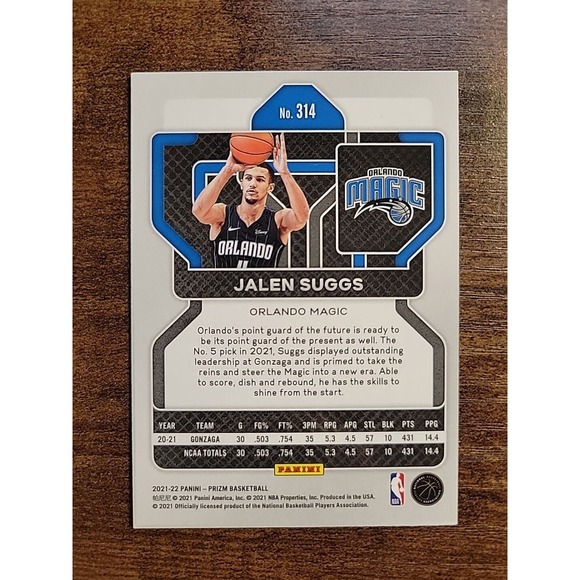 No. 314
ORLANDO
MAGIC
Disney
ORLANDO
JALEN SUGGS
ORLANDO MAGIC
Orlando's point guard of the future is ready to
be its point guard of the present as well. The
No. 5 pick in 2021, Suggs displayed outstanding
leadership at Gonzaga and is primed to take the
reins and steer the Magic into a new era. Able
to score, dish and rebound, he has the skills to
shine from the start.
YEAR TEAM G FG% FT% 3PM RPG APG STL BLK PTS PPG
20-21 GONZAGA 30 .503 .754 35 5.3 4.5 57 10 431 14.4
NCAA TOTALS 30 .503 .754 35 5.3 4.5 57 10 431 14.4
PANINI
2021-22 PANINI – PRIZM BASKETBALL
帕尼尼 © 2021 Panini America, Inc. © 2021 NBA Properties, Inc. Produced in the USA.
© 2021 Officially licensed product of the National Basketball Players Association.
NBA